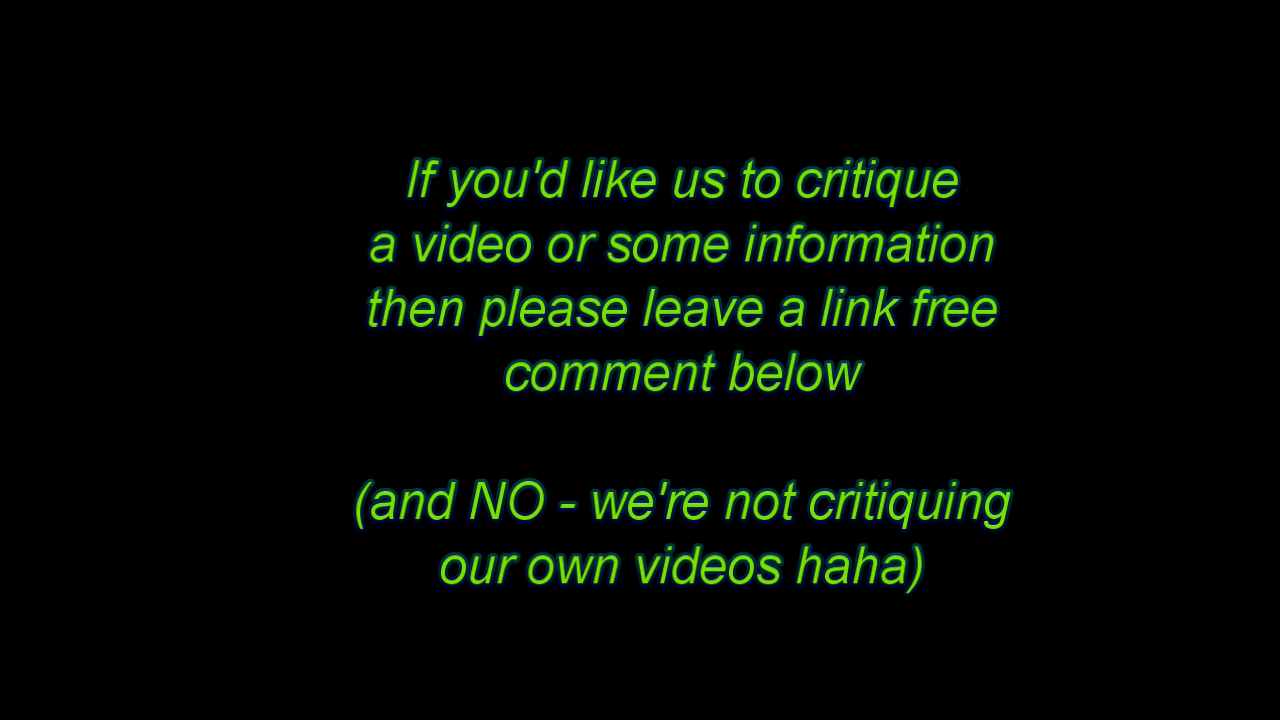 If you'd like us to critique
a video or some information
then please leave a link free
comment below
(and NO - we're not critiquing
our own videos haha)